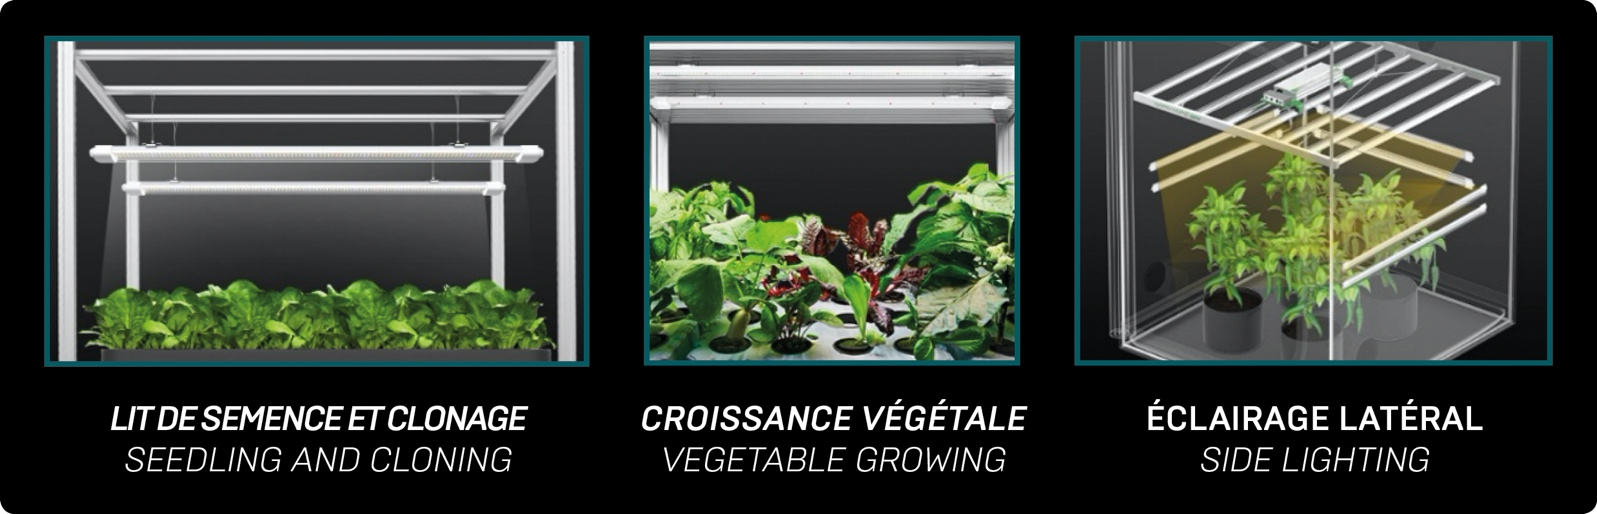 LIT DE SEMENCE ET CLONAGE
SEEDLING AND CLONING
CROISSANCE VÉGÉTALE
VEGETABLE GROWING
ÉCLAIRAGE LATÉRAL
SIDE LIGHTING